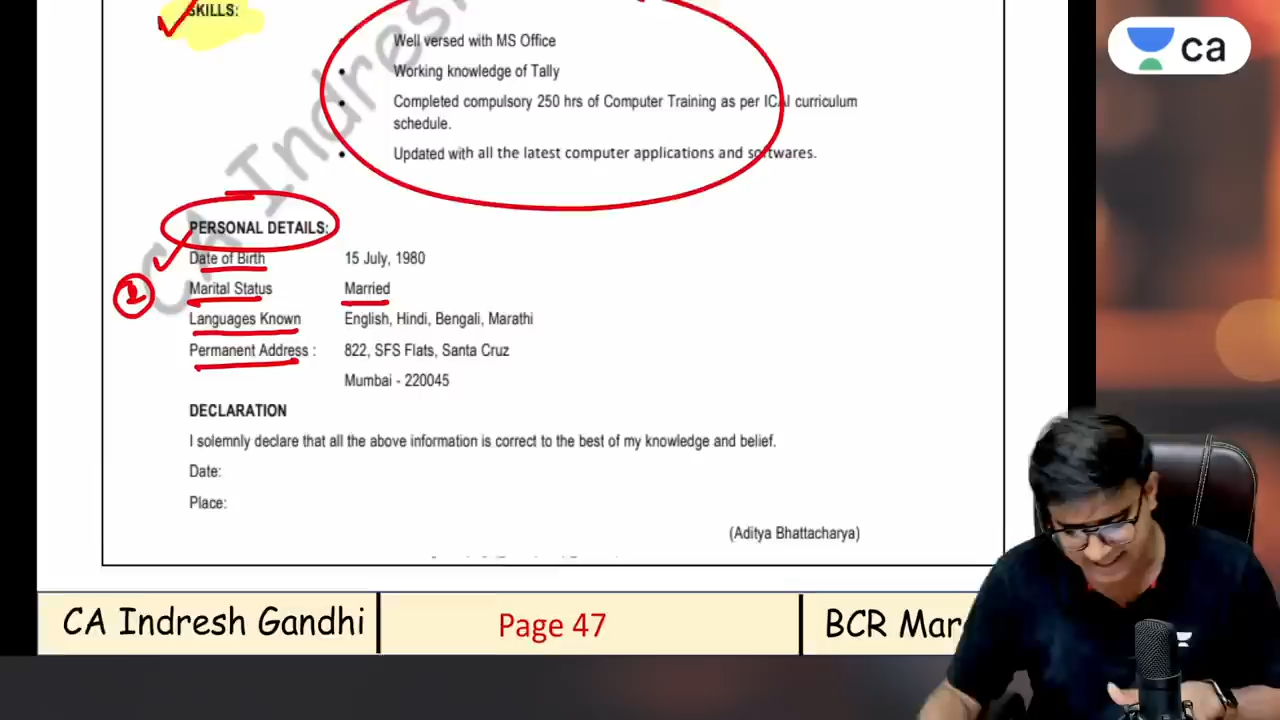 SKILLS:
ca
Well versed with MS Office
Working knowledge of Tally
Completed compulsory 250 hrs of Computer Training as per ICAI curriculum
schedule.
Updated with all the latest computer applications and softwares.
CA Indresh
PERSONAL DETAILS:
Date of Birth 15 July, 1980
Marital Status Married
Languages Known English, Hindi, Bengali, Marathi
Permanent Address : 822, SFS Flats, Santa Cruz
Mumbai - 220045
DECLARATION
I solemnly declare that all the above information is correct to the best of my knowledge and belief.
Date:
Place:
(Aditya Bhattacharya)
CA Indresh Gandhi Page 47 BCR Mar